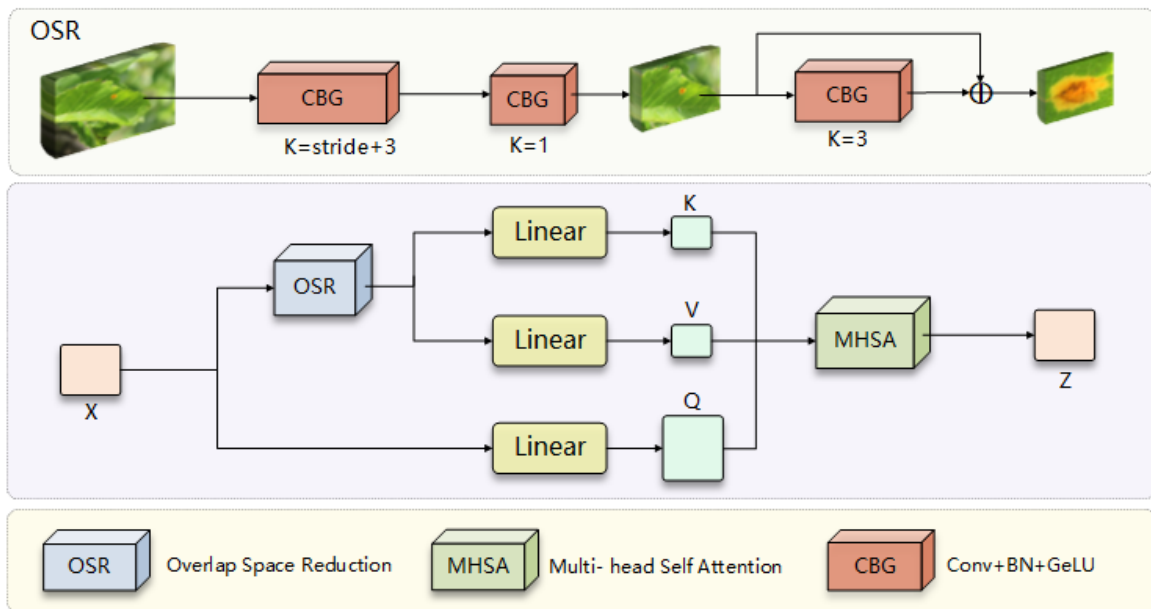 OSR
CBG
CBG
CBG
K=stride+3
K=1
K=3
K
Linear
OSR
V
Linear
MHSA
X
Z
Q
Linear
OSR
Overlap Space Reduction
MHSA
Multi- head Self Attention
CBG
Conv+BN+GeLU